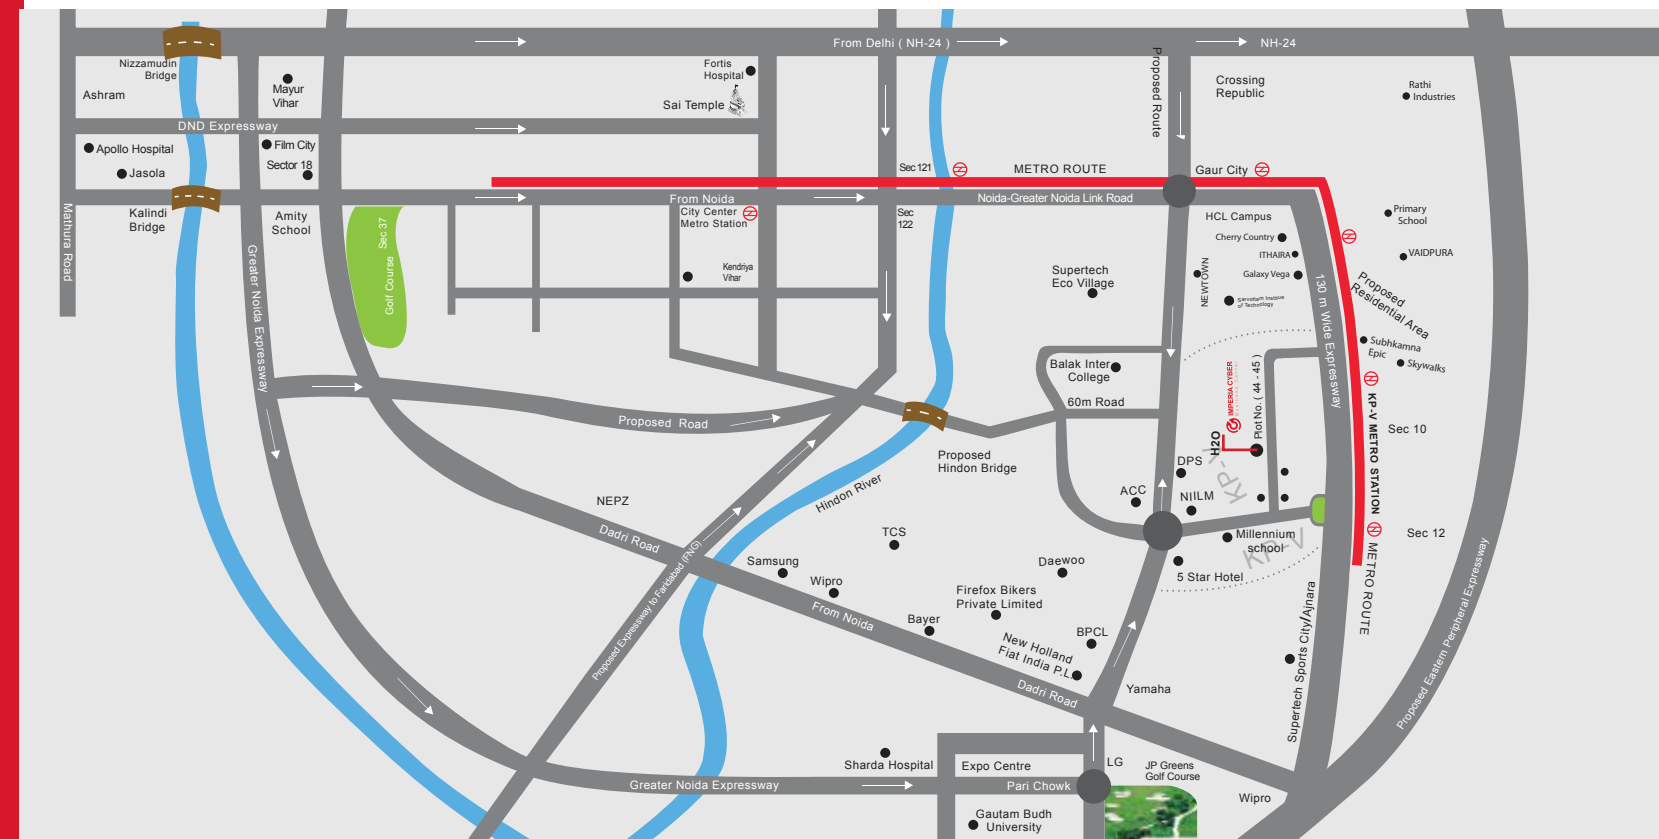 From Delhi ( NH-24 )
NH-24
Nizzamudin
Bridge
Ashram
Mayur
Vihar
Fortis
Hospital
Sai Temple
Proposed Route
Crossing
Republic
Rathi
Industries
DND Expressway
Apollo Hospital
Jasola
Film City
Sector 18
Sec 121
METRO ROUTE
Gaur City
From Noida
Noida-Greater Noida Link Road
Mathura Road
Kalindi
Bridge
Amity
School
Golf Course Sec 37
City Center
Metro Station
Sec
122
HCL Campus
Primary
School
Cherry Country
ITHAIRA
Galaxy Vega
VAIDPURA
Greater Noida Expressway
Kendriya
Vihar
Supertech
Eco Village
NEWTOWN
of Technology
130 m Wide Expressway
Proposed
Residential Area
Subhkamna
Epic
Skywalks
Balak Inter
College
60m Road
IMPERIA CYBER
Plot No. ( 44 - 45 )
H2O
KP-V
KP-V METRO STATION
Sec 10
Proposed Road
Proposed
Hindon Bridge
DPS
ACC
NIILM
Hindon River
NEPZ
Dadri Road
TCS
Millennium
school
KP-V
Sec 12
METRO ROUTE
5 Star Hotel
Samsung
Wipro
Daewoo
Firefox Bikers
Private Limited
Proposed Expressway to Faridabad (FNG)
From Noida
Bayer
BPCL
New Holland
Fiat India P.L.
Dadri Road
Yamaha
Supertech Sports City/Ajnara
Proposed Eastern Peripheral Expressway
Sharda Hospital
Expo Centre
LG
JP Greens
Golf Course
Greater Noida Expressway
Pari Chowk
Wipro
Gautam Budh
University